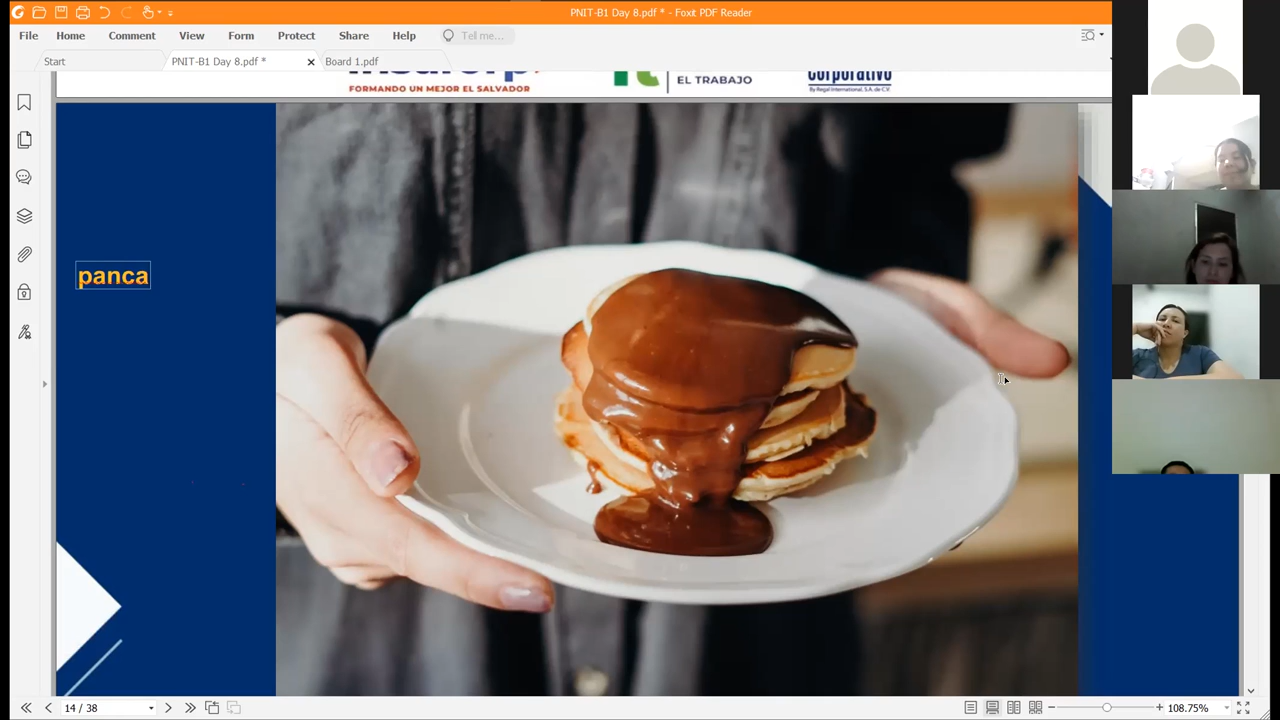 PNIT-B1 Day 8.pdf * - Foxit PDF Reader
File Home Comment View Form Protect Share Help Tell me...
Start PNIT-B1 Day 8.pdf * Board 1.pdf
FORMANDO UN MEJOR EL SALVADOR
EL TRABAJO
corporativo
By Regal International, S.A. de C.V.
panca
14 / 38
108.75%